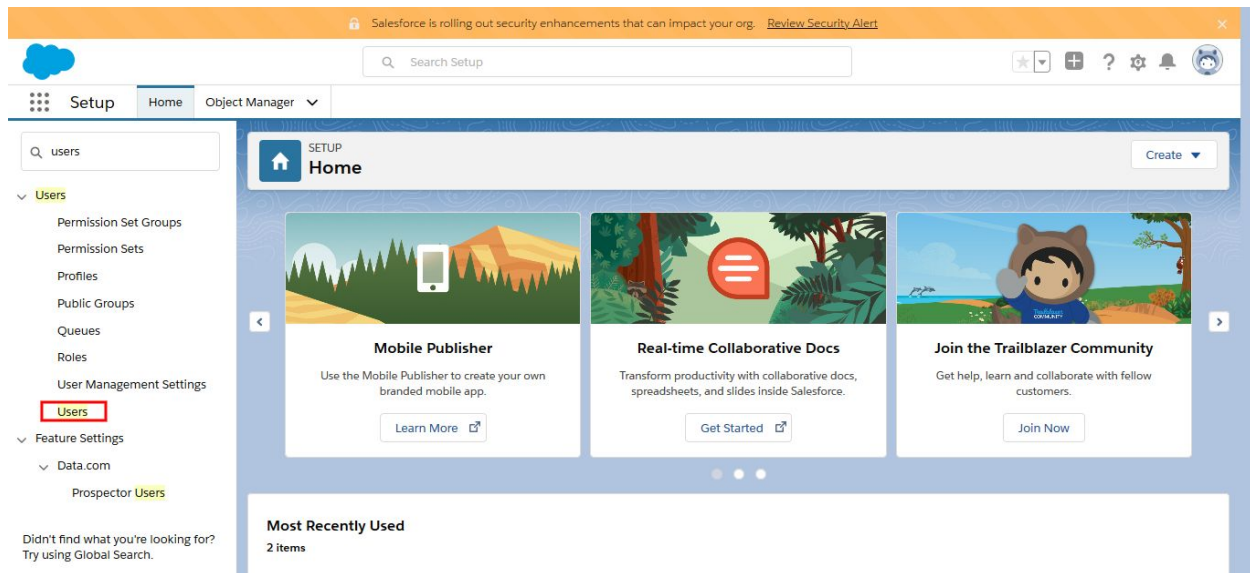 Salesforce is rolling out security enhancements that can impact your org. Review Security Alert
Search Setup
Setup
Home
Object Manager
users
Users
Permission Set Groups
Permission Sets
Profiles
Public Groups
Queues
Roles
User Management Settings
Users
Feature Settings
Data.com
Prospector Users
Didn't find what you're looking for?
Try using Global Search.
SETUP
Home
Create
Mobile Publisher
Use the Mobile Publisher to create your own
branded mobile app.
Learn More
Real-time Collaborative Docs
Transform productivity with collaborative docs,
spreadsheets, and slides inside Salesforce.
Get Started
Join the Trailblazer Community
Get help, learn and collaborate with fellow
customers.
Join Now
Most Recently Used
2 items